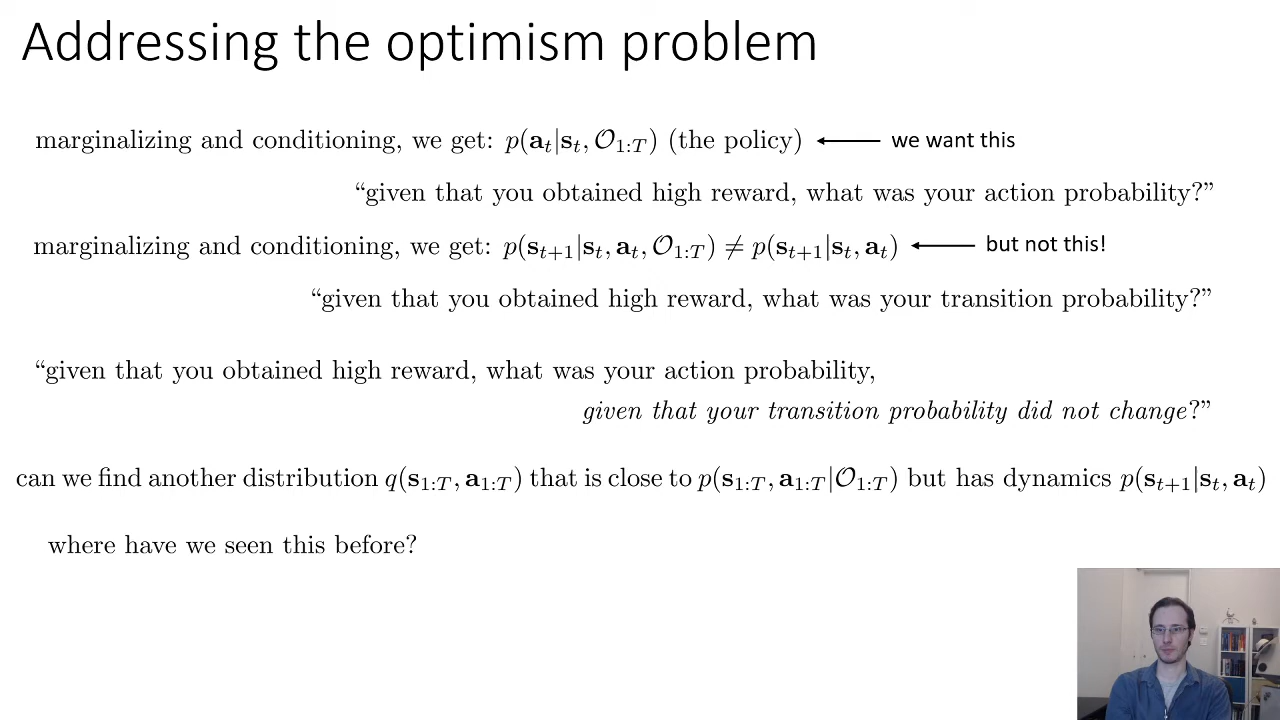 Addressing the optimism problem
marginalizing and conditioning, we get: p(a_t|s_t, O_{1:T}) (the policy) ← we want this
“given that you obtained high reward, what was your action probability?”
marginalizing and conditioning, we get: p(s_{t+1}|s_t, a_t, O_{1:T}) ≠ p(s_{t+1}|s_t, a_t) ← but not this!
“given that you obtained high reward, what was your transition probability?”
“given that you obtained high reward, what was your action probability,
given that your transition probability did not change?”
can we find another distribution q(s_{1:T}, a_{1:T}) that is close to p(s_{1:T}, a_{1:T}|O_{1:T}) but has dynamics p(s_{t+1}|s_t, a_t)
where have we seen this before?